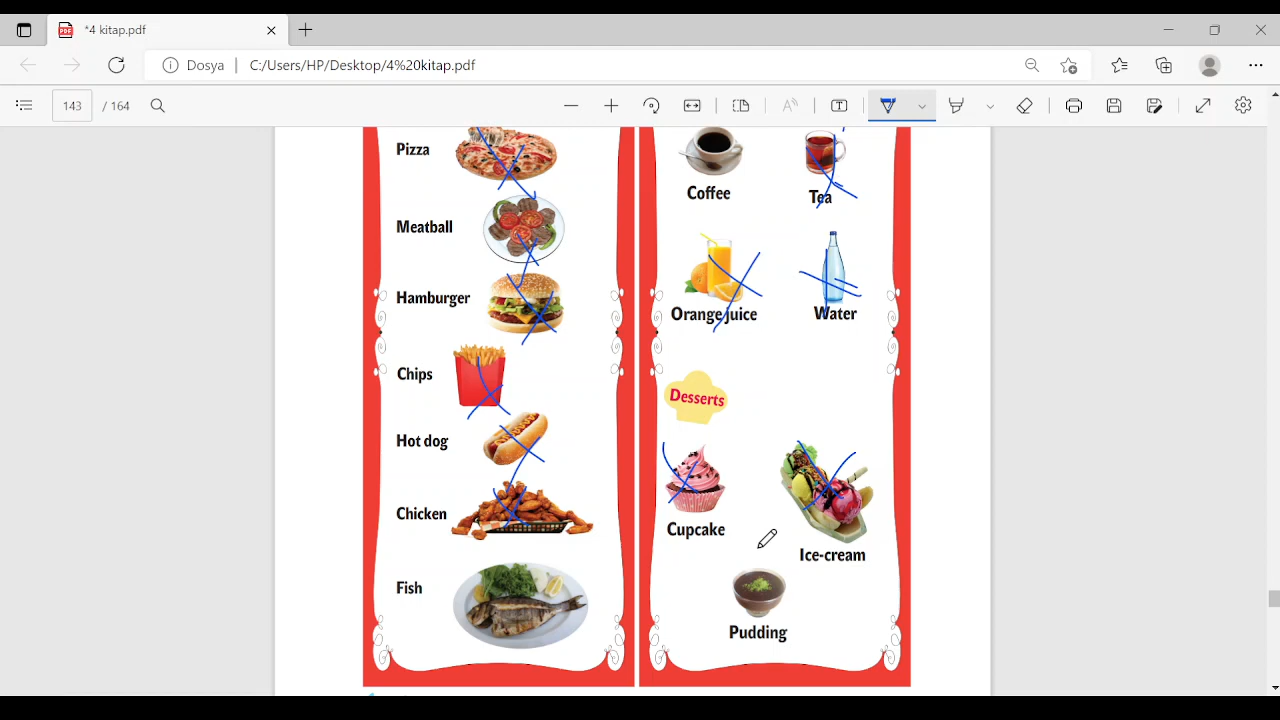 *4 kitap.pdf
Dosya
C:/Users/HP/Desktop/4%20kitap.pdf
143 / 164
Pizza
Meatball
Hamburger
Chips
Hot dog
Chicken
Fish
Coffee
Tea
Orange juice
Water
Desserts
Cupcake
Ice-cream
Pudding